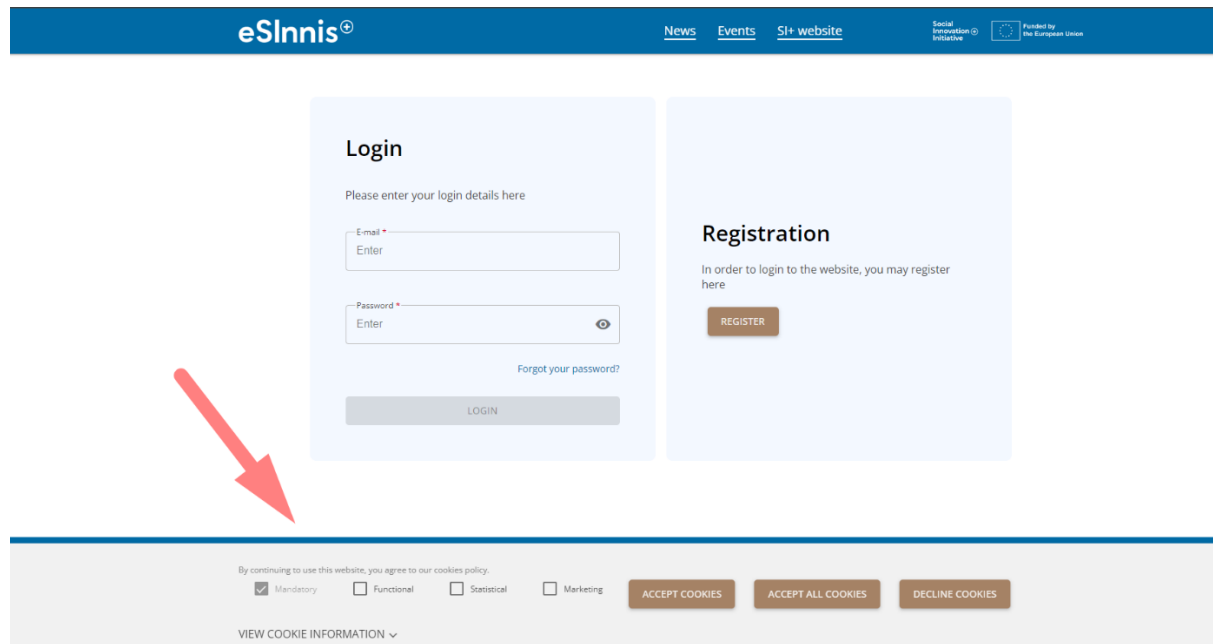 eSInnis
News Events SI+ website
Social
Innovation
Initiative
Funded by
the European Union
Login
Please enter your login details here
E-mail *
Enter
Password *
Enter
Forgot your password?
LOGIN
Registration
In order to login to the website, you may register
here
REGISTER
By continuing to use this website, you agree to our cookies policy.
Mandatory Functional Statistical Marketing ACCEPT COOKIES ACCEPT ALL COOKIES DECLINE COOKIES
VIEW COOKIE INFORMATION